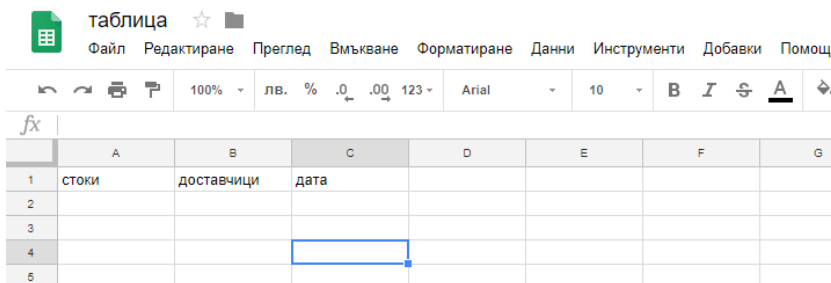 таблица
Файл Редактиране Преглед Вмъкване Форматиране Данни Инструменти Добавки Помощ
100% лв. % .0 .00 123 Arial 10 B I S A
fx
A B C D E F G
1 стоки доставчици дата
2
3
4
5